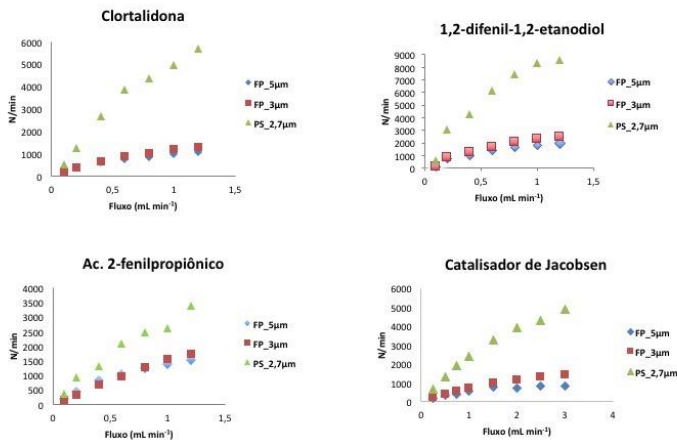 Clortalidona
6000
5000
4000
3000
2000
1000
0
N/min
0
0,5
1
1,5
Fluxo (mL min⁻¹)
FP_5µm
FP_3µm
PS_2,7µm
1,2-difenil-1,2-etanodiol
9000
8000
7000
6000
5000
4000
3000
2000
1000
0
N/min
0
0,5
1
1,5
Fluxo (mL min⁻¹)
FP_5µm
FP_3µm
PS_2,7µm
Ac. 2-fenilpropiônico
4000
3500
3000
2500
2000
1500
1000
500
0
N/min
0
0,5
1
1,5
Fluxo (mL min⁻¹)
FP_5µm
FP_3µm
PS_2,7µm
Catalisador de Jacobsen
6000
5000
4000
3000
2000
1000
0
N/min
0
1
2
3
4
Fluxo (mL min⁻¹)
FP_5µm
FP_3µm
PS_2,7µm